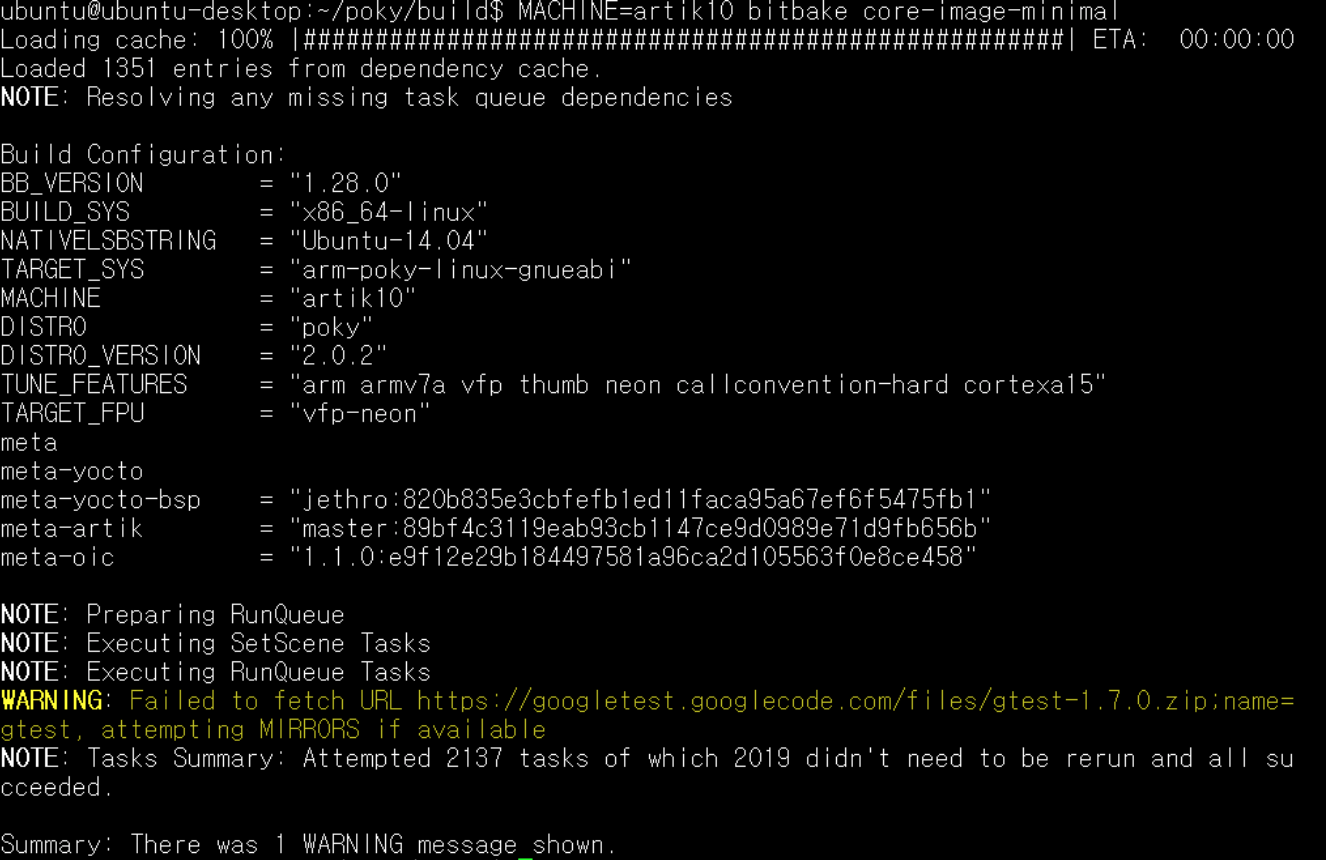 ubuntu@ubuntu-desktop:~/poky/build$ MACHINE=artik10 bitbake core-image-minimal
Loading cache: 100% |#####################################################| ETA:  00:00:00
Loaded 1351 entries from dependency cache.
NOTE: Resolving any missing task queue dependencies
Build Configuration:
BB_VERSION        = "1.28.0"
BUILD_SYS         = "x86_64-linux"
NATIVELSBSTRING   = "Ubuntu-14.04"
TARGET_SYS        = "arm-poky-linux-gnueabi"
MACHINE           = "artik10"
DISTRO            = "poky"
DISTRO_VERSION    = "2.0.2"
TUNE_FEATURES     = "arm armv7a vfp thumb neon callconvention-hard cortexa15"
TARGET_FPU        = "vfp-neon"
meta
meta-yocto
meta-yocto-bsp    = "jethro:820b835e3cbfefb1ed11faca95a67ef6f5475fb1"
meta-artik        = "master:89bf4c3119eab93cb1147ce9d0989e71d9fb656b"
meta-oic          = "1.1.0:e9f12e29b184497581a96ca2d105563f0e8ce458"
NOTE: Preparing RunQueue
NOTE: Executing SetScene Tasks
NOTE: Executing RunQueue Tasks
WARNING: Failed to fetch URL https://googletest.googlecode.com/files/gtest-1.7.0.zip;name=
gtest, attempting MIRRORS if available
NOTE: Tasks Summary: Attempted 2137 tasks of which 2019 didn't need to be rerun and all su
cceeded.
Summary: There was 1 WARNING message shown.